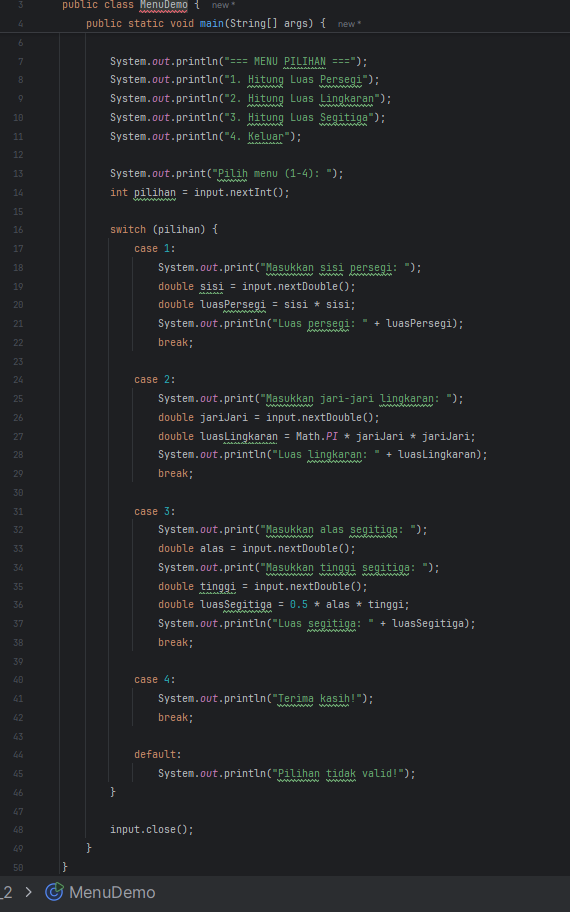 3 public class MenuDemo { new *
4 public static void main(String[] args) { new *
6
7 System.out.println("=== MENU PILIHAN ===");
8 System.out.println("1. Hitung Luas Persegi");
9 System.out.println("2. Hitung Luas Lingkaran");
10 System.out.println("3. Hitung Luas Segitiga");
11 System.out.println("4. Keluar");
12
13 System.out.print("Pilih menu (1-4): ");
14 int pilihan = input.nextInt();
15
16 switch (pilihan) {
17 case 1:
18 System.out.print("Masukkan sisi persegi: ");
19 double sisi = input.nextDouble();
20 double luasPersegi = sisi * sisi;
21 System.out.println("Luas persegi: " + luasPersegi);
22 break;
23
24 case 2:
25 System.out.print("Masukkan jari-jari lingkaran: ");
26 double jariJari = input.nextDouble();
27 double luasLingkaran = Math.PI * jariJari * jariJari;
28 System.out.println("Luas lingkaran: " + luasLingkaran);
29 break;
30
31 case 3:
32 System.out.print("Masukkan alas segitiga: ");
33 double alas = input.nextDouble();
34 System.out.print("Masukkan tinggi segitiga: ");
35 double tinggi = input.nextDouble();
36 double luasSegitiga = 0.5 * alas * tinggi;
37 System.out.println("Luas segitiga: " + luasSegitiga);
38 break;
39
40 case 4:
41 System.out.println("Terima kasih!");
42 break;
43
44 default:
45 System.out.println("Pilihan tidak valid!");
46 }
47
48 input.close();
49 }
50 }
_2 > MenuDemo